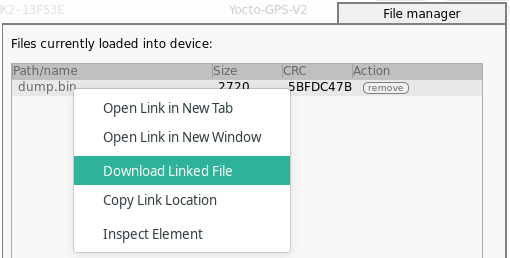 K2-13F53E Yocto-GPS-V2 File manager
Files currently loaded into device:
Path/name Size CRC Action
dump.bin 2720 5BFDC47B remove
Open Link in New Tab
Open Link in New Window
Download Linked File
Copy Link Location
Inspect Element